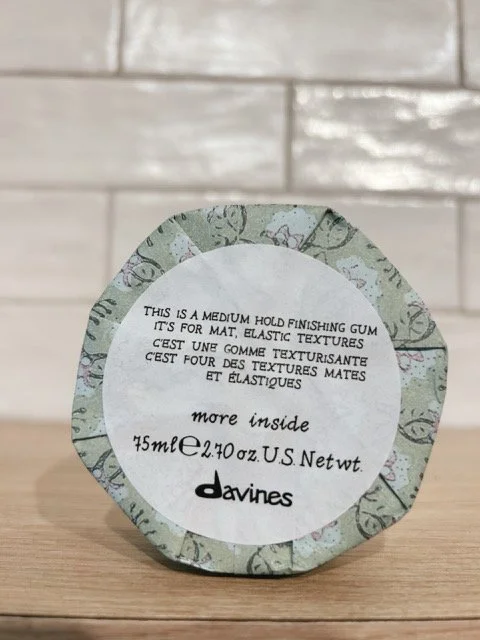 THIS IS A MEDIUM HOLD FINISHING GUM
IT'S FOR MAT, ELASTIC TEXTURES
C'EST UNE GOMME TEXTURISANTE
C'EST FOUR DES TEXTURES MATES
ET ÉLASTIQUES
more inside
75ml℮2.70 oz. U.S. Net wt.
davines